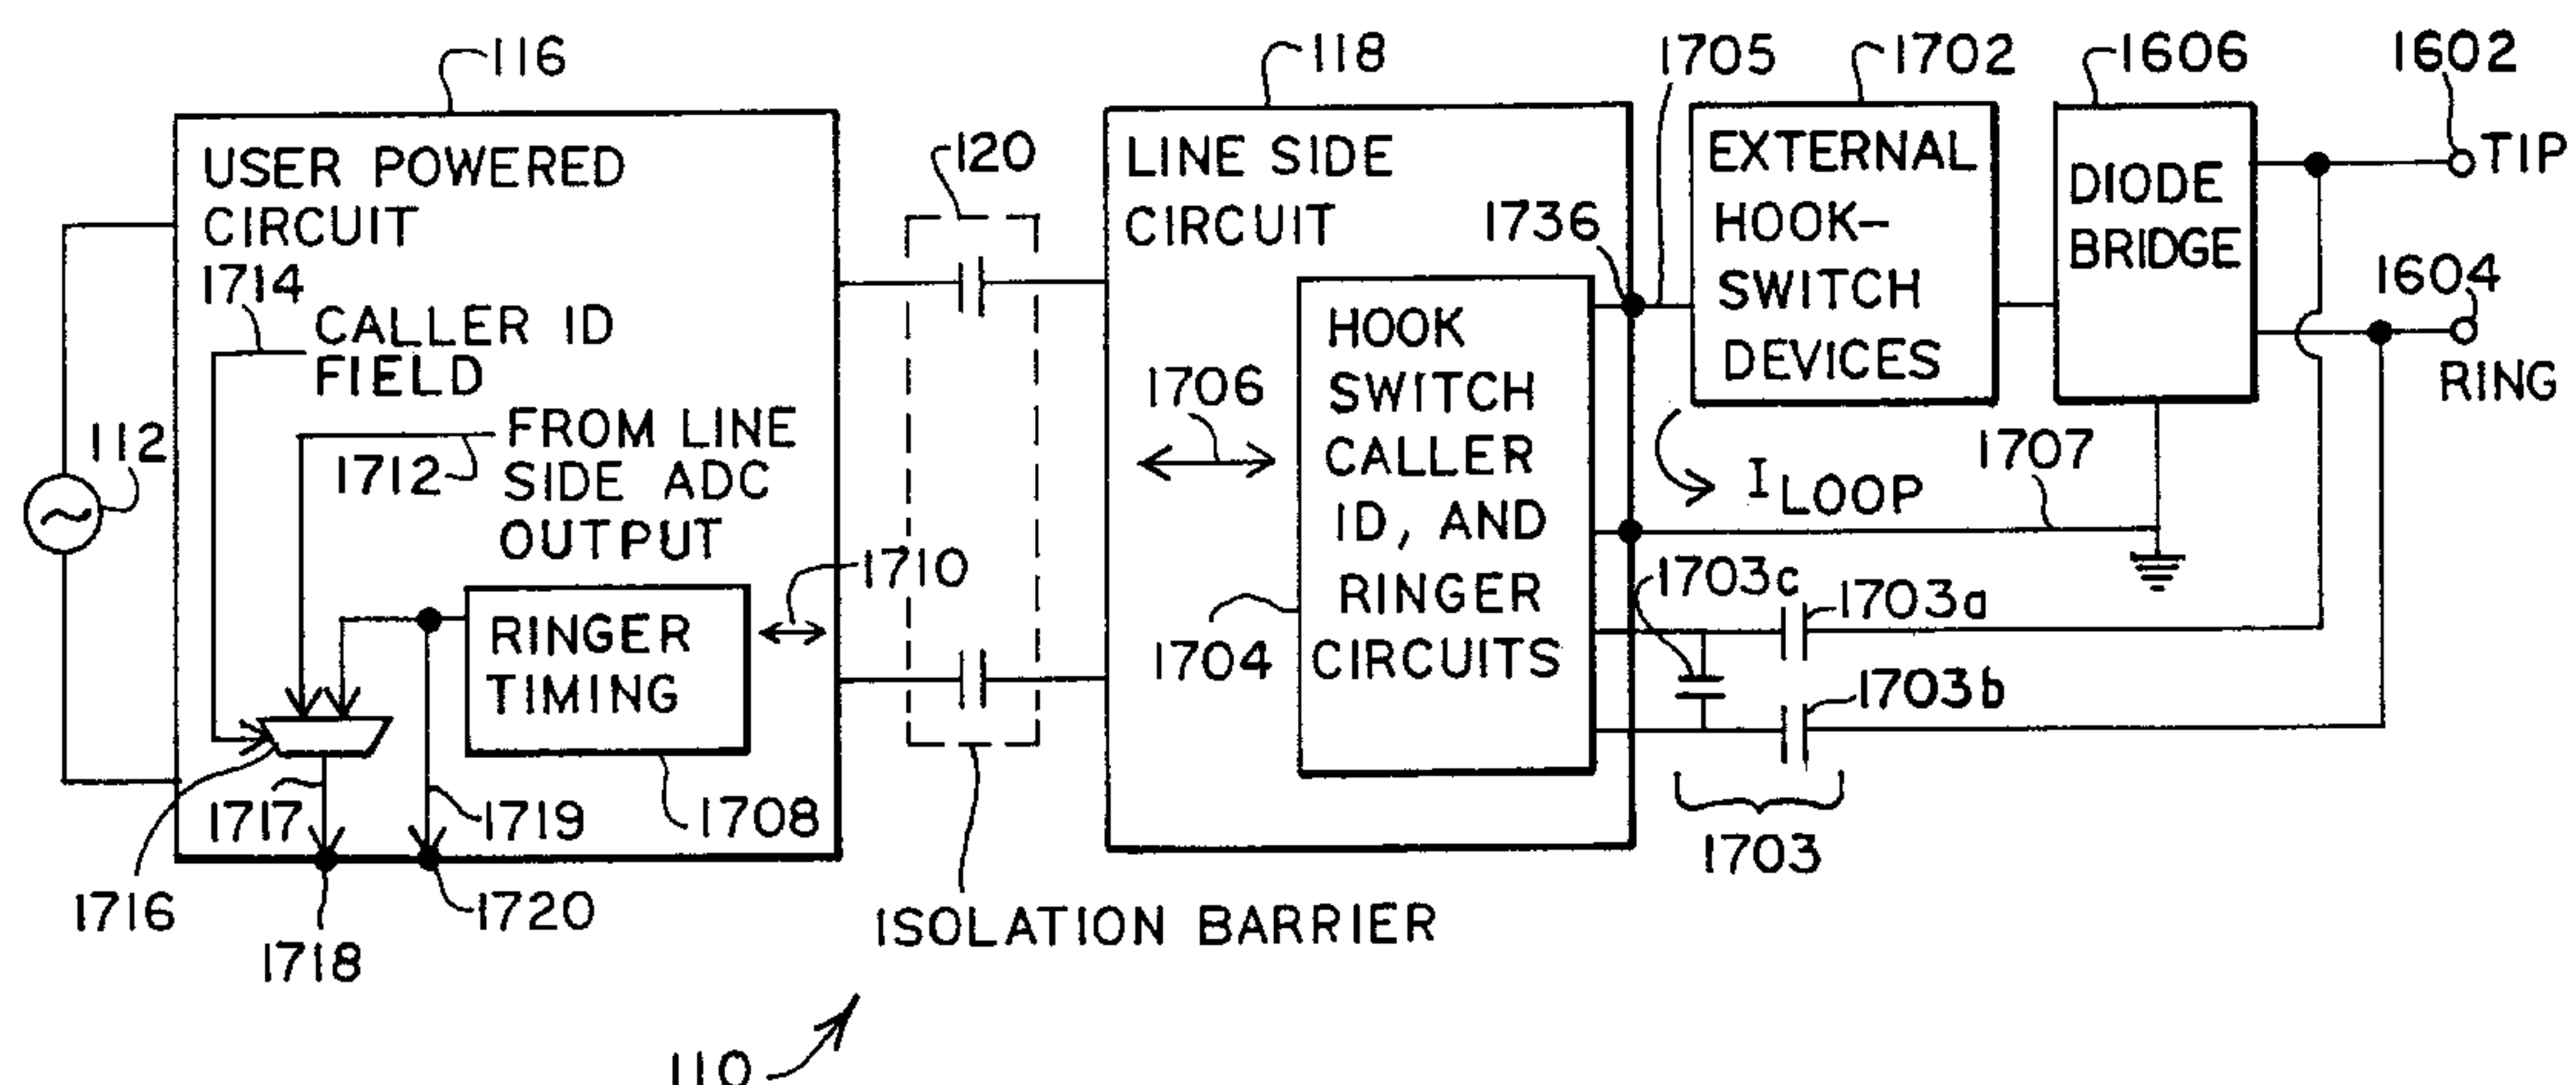 116
118
1705
1702
1606
1602
USER POWERED
CIRCUIT
1714
CALLER ID
FIELD
112
FROM LINE
1712
SIDE ADC
OUTPUT
1710
RINGER
TIMING
1717
1719
1708
1716
1718
1720
120
ISOLATION BARRIER
LINE SIDE
CIRCUIT
1736
1706
HOOK
SWITCH
CALLER
ID, AND
RINGER
CIRCUITS
1704
EXTERNAL
HOOK-
SWITCH
DEVICES
DIODE
BRIDGE
TIP
1604
RING
I LOOP
1707
1703c
1703a
1703b
1703
110